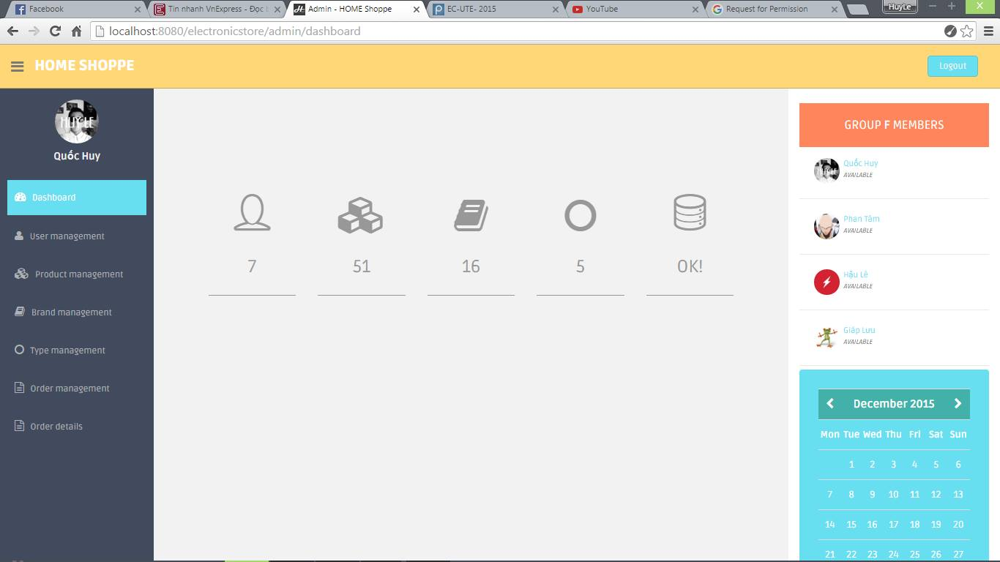 Facebook
Tin nhanh VnExpress - Đọc b
Admin - HOME Shoppe
EC-UTE- 2015
YouTube
Request for Permission
HuyLe
localhost:8080/electronicstore/admin/dashboard
HOME SHOPPE
Logout
HUY LE
Quốc Huy
Dashboard
User management
Product management
Brand management
Type management
Order management
Order details
7
51
16
5
OK!
GROUP F MEMBERS
Quốc Huy
AVAILABLE
Phan Tâm
AVAILABLE
Hậu Lê
AVAILABLE
Giáp Lưu
AVAILABLE
December 2015
Mon Tue Wed Thu Fri Sat Sun
1 2 3 4 5 6
7 8 9 10 11 12 13
14 15 16 17 18 19 20
21 22 23 24 25 26 27